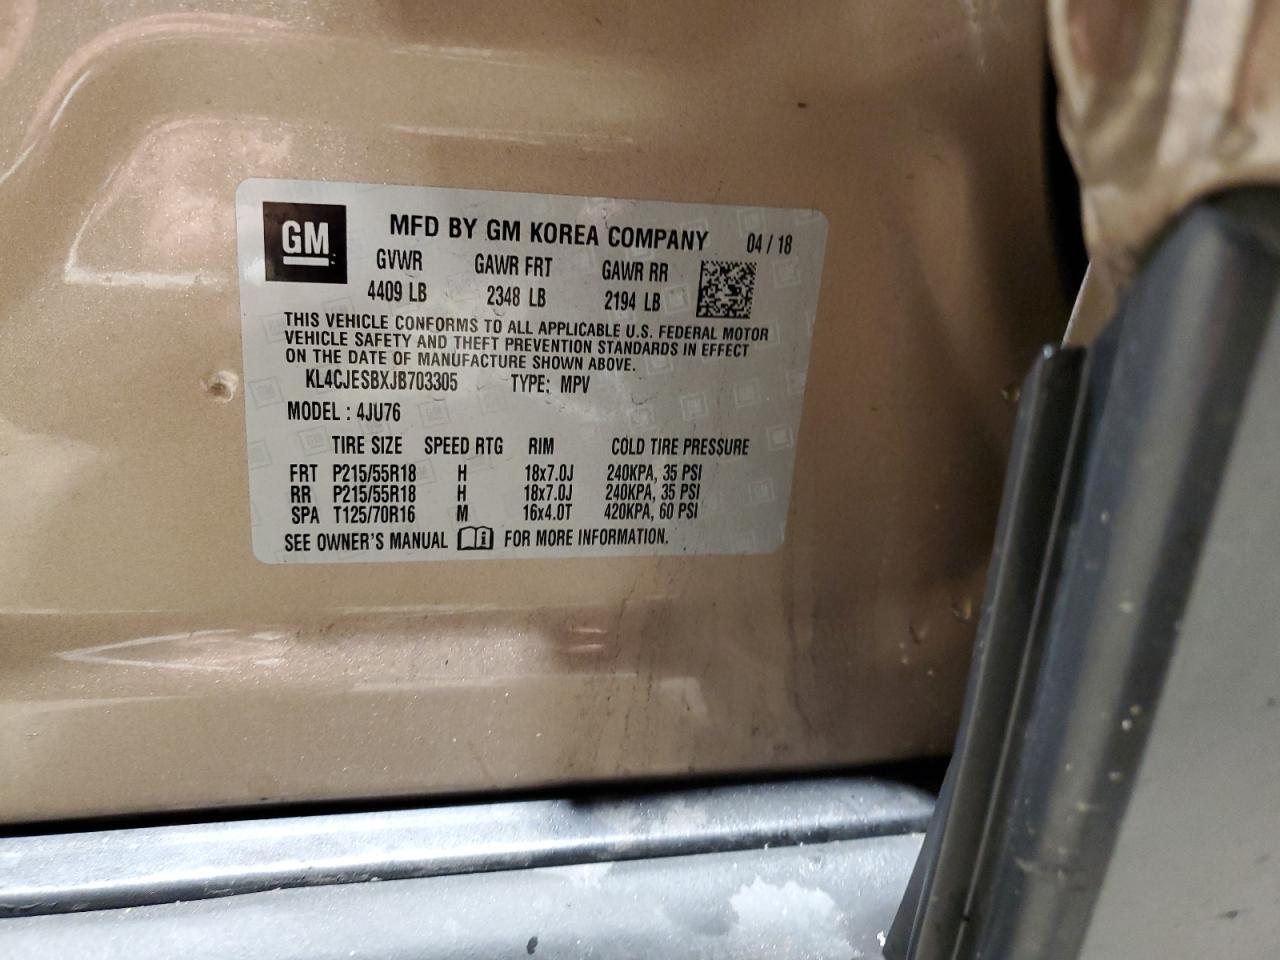 GM
MFD BY GM KOREA COMPANY 04 / 18
GVWR GAWR FRT GAWR RR
4409 LB 2348 LB 2194 LB
THIS VEHICLE CONFORMS TO ALL APPLICABLE U.S. FEDERAL MOTOR
VEHICLE SAFETY AND THEFT PREVENTION STANDARDS IN EFFECT
ON THE DATE OF MANUFACTURE SHOWN ABOVE.
KL4CJESBXJB703305 TYPE: MPV
MODEL : 4JU76
TIRE SIZE SPEED RTG RIM COLD TIRE PRESSURE
FRT P215/55R18 H 18x7.0J 240KPA, 35 PSI
RR P215/55R18 H 18x7.0J 240KPA, 35 PSI
SPA T125/70R16 M 16x4.0T 420KPA, 60 PSI
SEE OWNER'S MANUAL i FOR MORE INFORMATION.